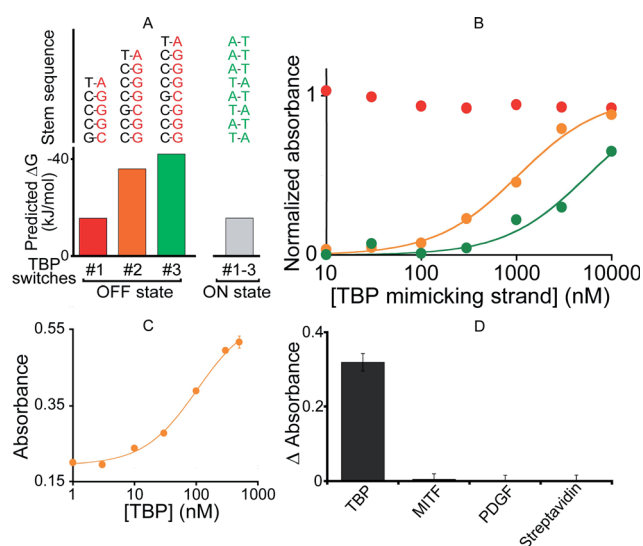 A
Stem sequence
T-A A-T
T-A C-G A-T
C-G C-G A-T
T-A C-G C-G T-A
C-G G-C G-C A-T
C-G C-G C-G T-A
C-G C-G C-G A-T
G-C C-G C-G T-A
Predicted ΔG
(kJ/mol)
-40
0
TBP
switches
#1 #2 #3 #1-3
OFF state ON state
B
Normalized absorbance
1
0
10 100 1000 10000
[TBP mimicking strand] (nM)
C
Absorbance
0.55
0.35
0.15
1 10 100 1000
[TBP] (nM)
D
Δ Absorbance
0.4
0.2
0
TBP
MITF
PDGF
Streptavidin